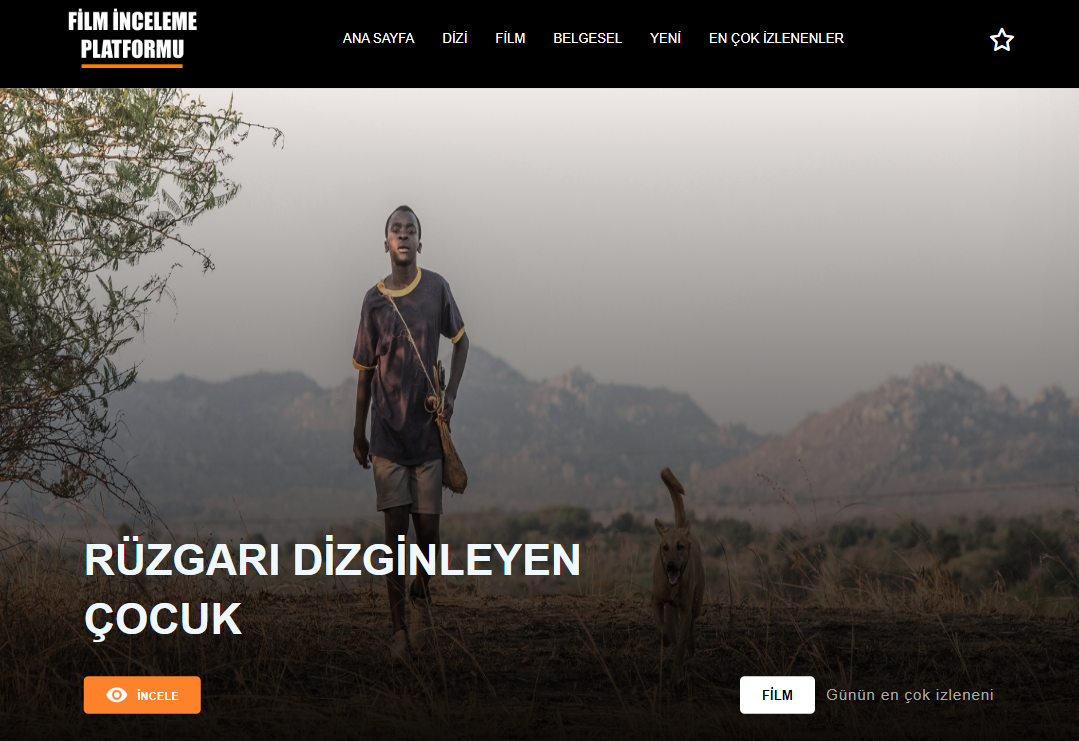 FİLM İNCELEME
PLATFORMU
ANA SAYFA DİZİ FİLM BELGESEL YENİ EN ÇOK İZLENENLER
RÜZGARI DİZGİNLEYEN
ÇOCUK
İNCELE
FİLM Günün en çok izleneni